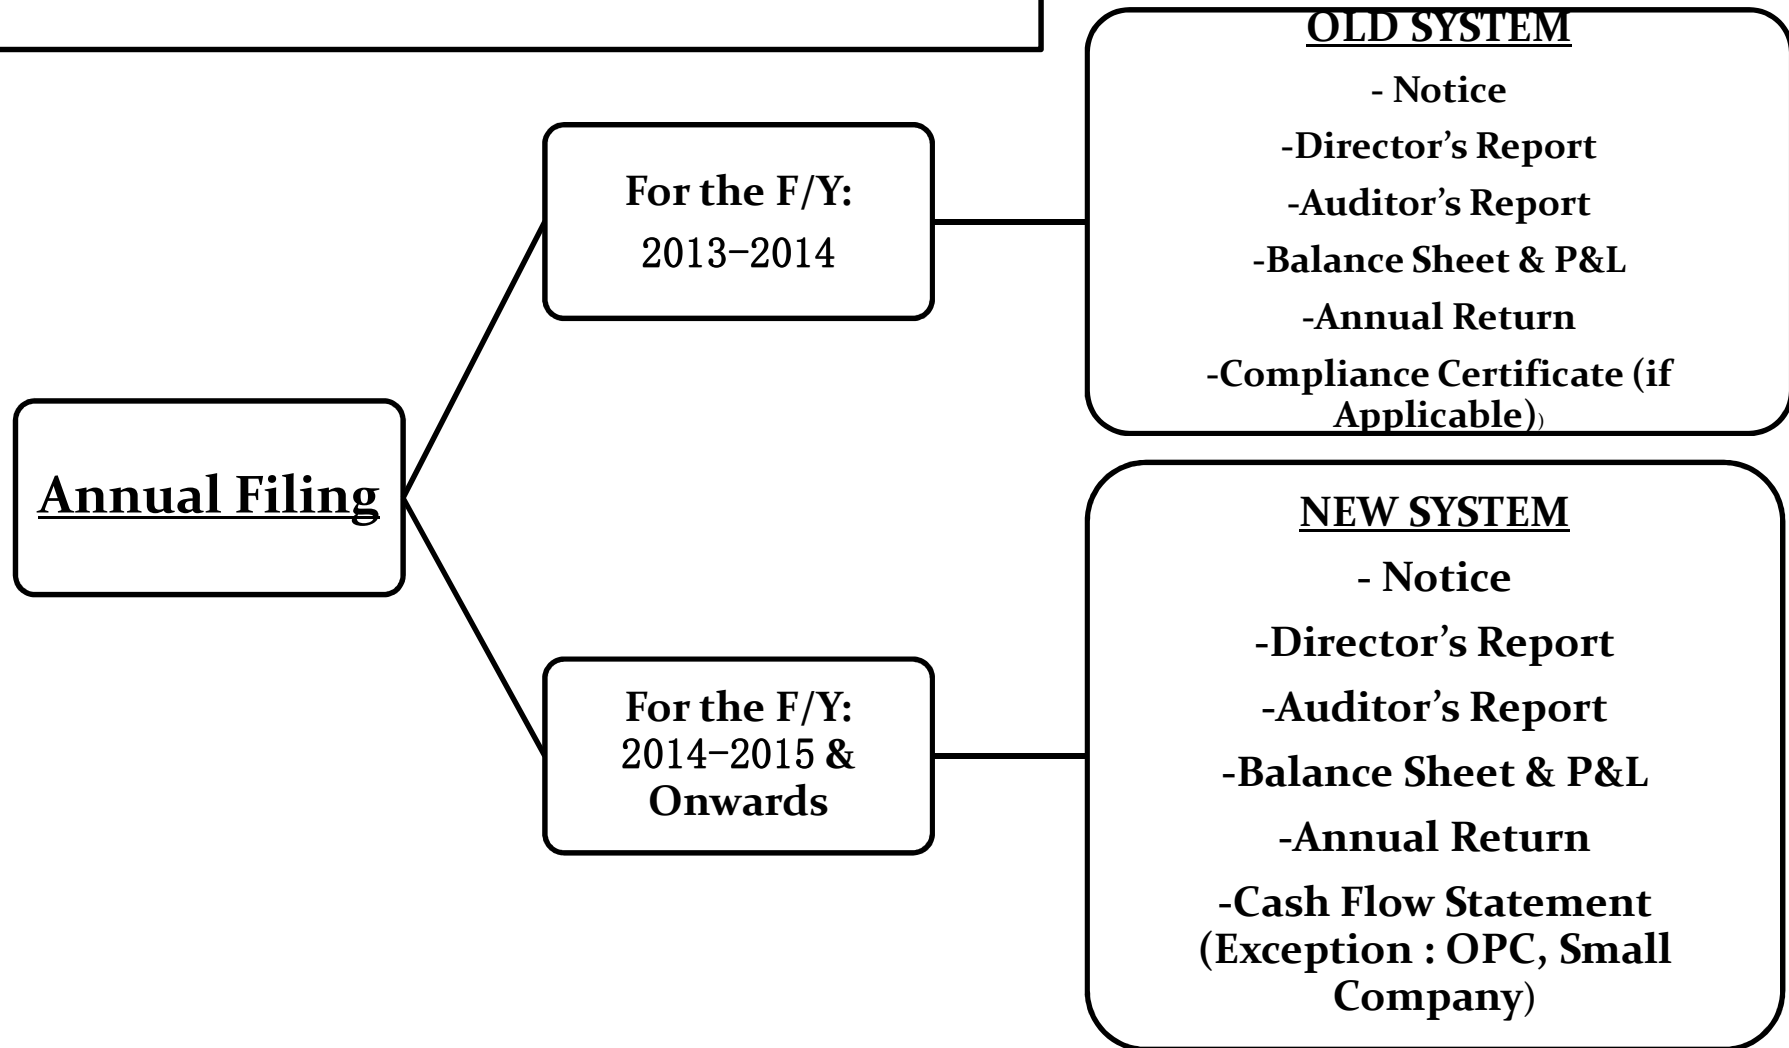 OLD SYSTEM
- Notice
-Director’s Report
-Auditor’s Report
-Balance Sheet & P&L
-Annual Return
-Compliance Certificate (if
Applicable))
For the F/Y:
2013-2014
Annual Filing
For the F/Y:
2014-2015 &
Onwards
NEW SYSTEM
- Notice
-Director’s Report
-Auditor’s Report
-Balance Sheet & P&L
-Annual Return
-Cash Flow Statement
(Exception : OPC, Small
Company)